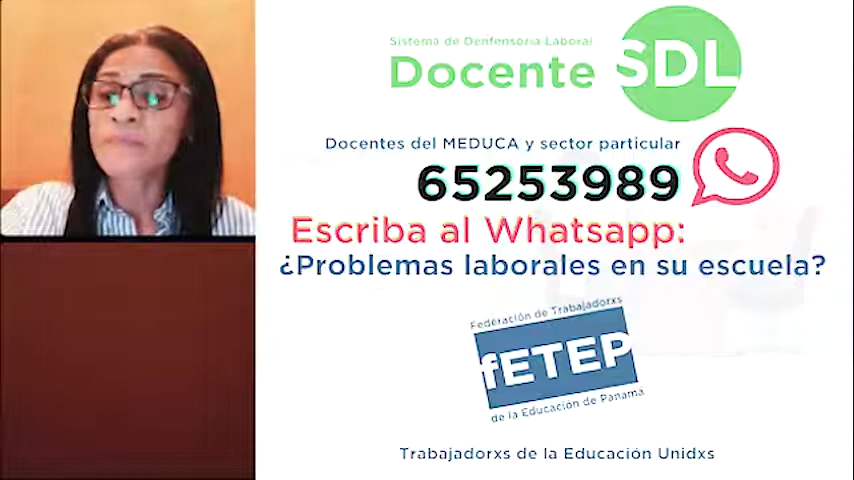 Sistema de Denfensoría Laboral
Docente SDL
Docentes del MEDUCA y sector particular
65253989
Escriba al Whatsapp:
¿Problemas laborales en su escuela?
Federación de Trabajadorxs
fETEP
de la Educación de Panama
Trabajadorxs de la Educación Unidxs